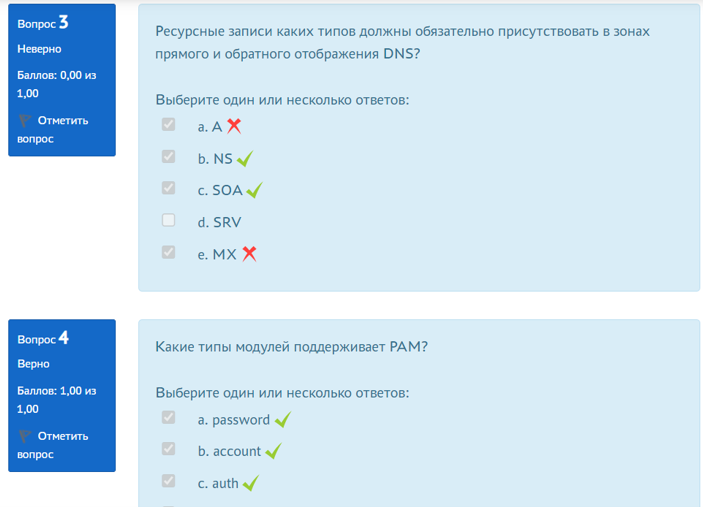 Вопрос 3
Неверно
Баллов: 0,00 из
1,00
Отметить
вопрос
Ресурсные записи каких типов должны обязательно присутствовать в зонах
прямого и обратного отображения DNS?
Выберите один или несколько ответов:
a. A
b. NS
c. SOA
d. SRV
e. MX
Вопрос 4
Верно
Баллов: 1,00 из
1,00
Отметить
вопрос
Какие типы модулей поддерживает PAM?
Выберите один или несколько ответов:
a. password
b. account
c. auth